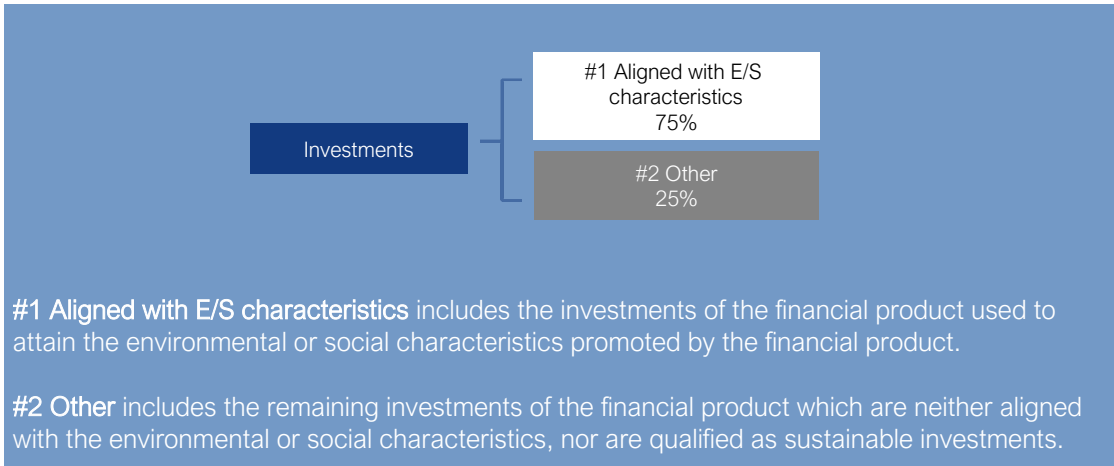 #1 Aligned with E/S
characteristics
75%
Investments
#2 Other
25%
#1 Aligned with E/S characteristics includes the investments of the financial product used to
attain the environmental or social characteristics promoted by the financial product.
#2 Other includes the remaining investments of the financial product which are neither aligned
with the environmental or social characteristics, nor are qualified as sustainable investments.